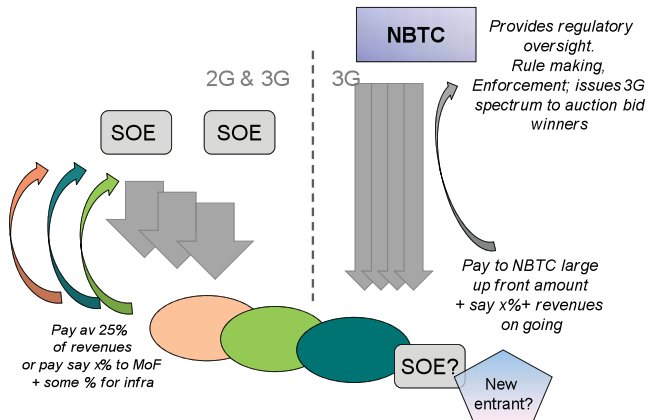 NBTC
Provides regulatory
oversight.
Rule making,
Enforcement; issues 3G
spectrum to auction bid
winners
2G & 3G
3G
SOE
SOE
Pay to NBTC large
up front amount
+ say x%+ revenues
on going
Pay av 25%
of revenues
or pay say x% to MoF
+ some % for infra
SOE?
New
entrant?